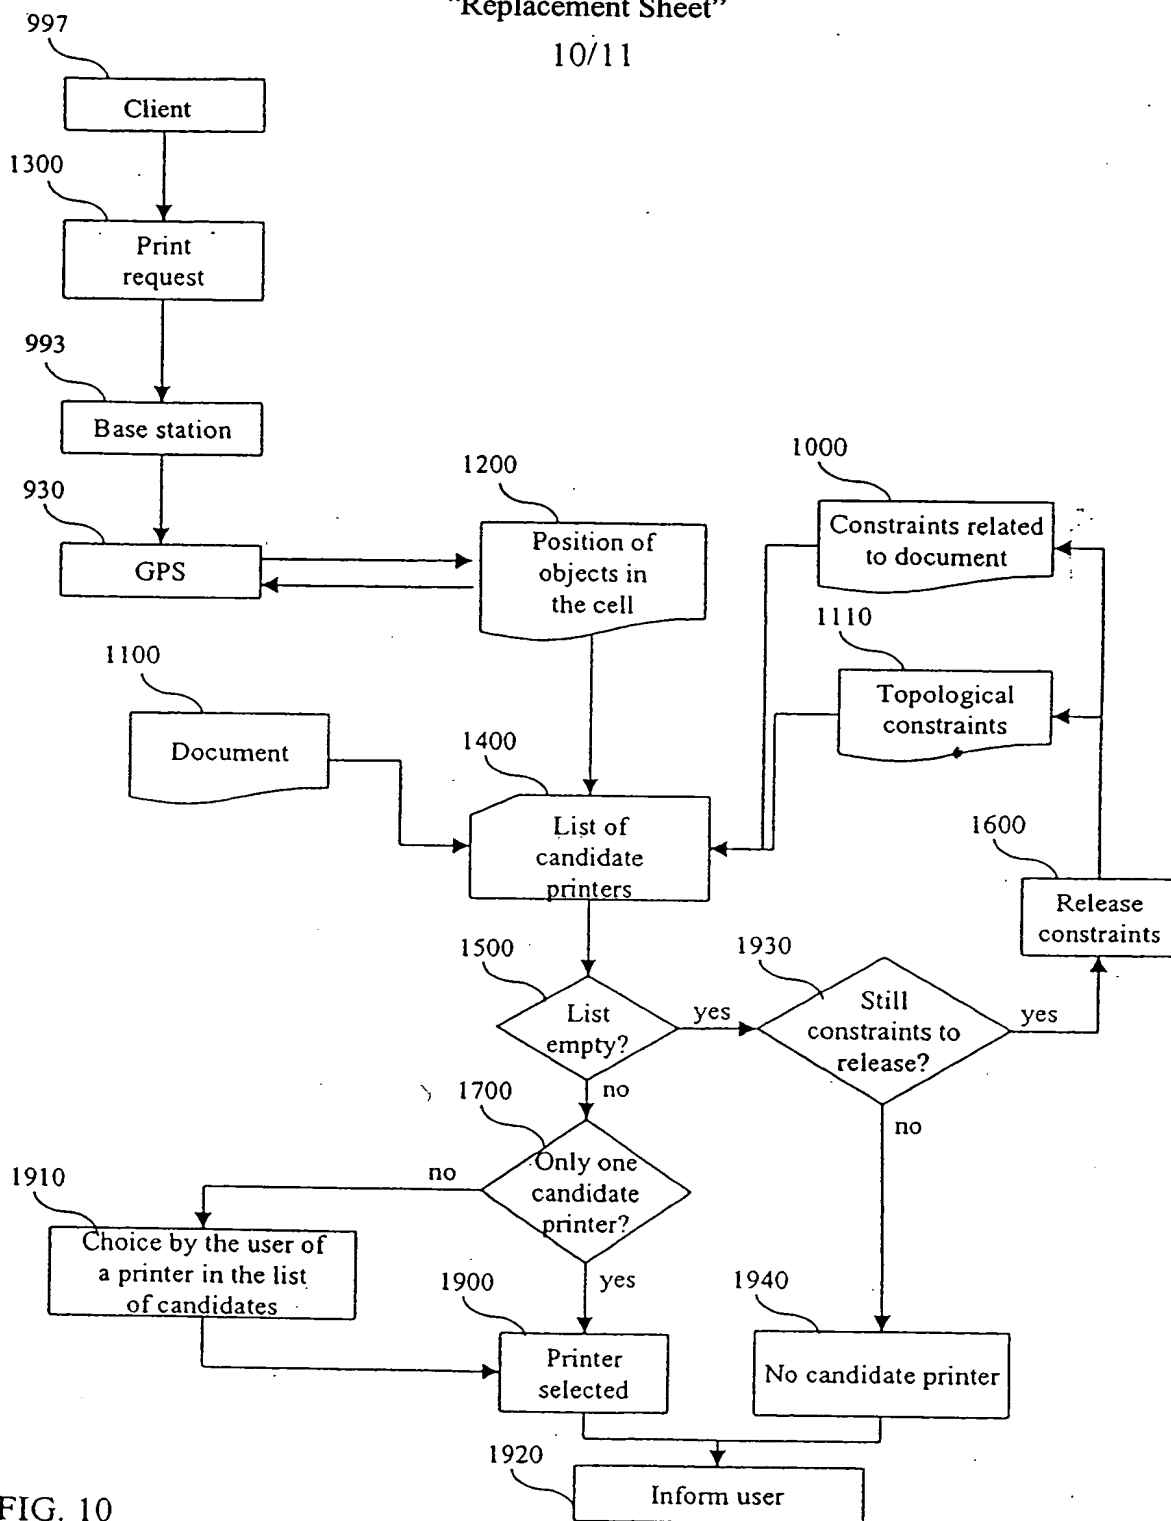 "Replacement Sheet"
10/11
997
Client
1300
Print
request
993
Base station
930
GPS
1200
Position of
objects in
the cell
1000
Constraints related
to document
1110
Topological
constraints
1100
Document
1400
List of
candidate
printers
1600
Release
constraints
1500
List
empty?
yes
1930
Still
constraints to
release?
yes
no
no
1700
Only one
candidate
printer?
no
yes
1910
Choice by the user of
a printer in the list
of candidates
1900
Printer
selected
1940
No candidate printer
1920
Inform user
FIG. 10